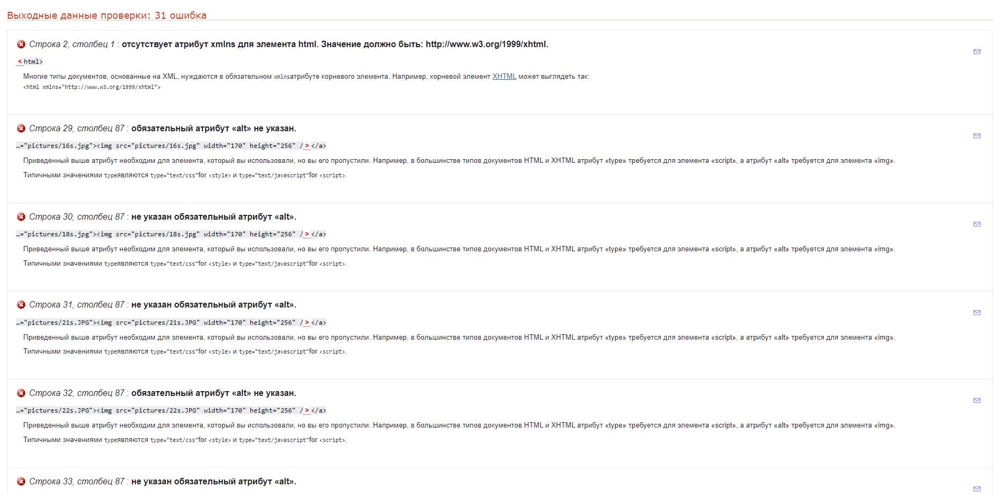 Выходные данные проверки: 31 ошибка
Строка 2, столбец 1 : отсутствует атрибут xmlns для элемента html. Значение должно быть: http://www.w3.org/1999/xhtml.
<html>
Многие типы документов, основанные на XML, нуждаются в обязательном xmlnsатрибуте корневого элемента. Например, корневой элемент XHTML может выглядеть так:
<html xmlns="http://www.w3.org/1999/xhtml">
Строка 29, столбец 87 : обязательный атрибут «alt» не указан.
…="pictures/16s.jpg"><img src="pictures/16s.jpg" width="170" height="256" /></a>
Приведенный выше атрибут необходим для элемента, который вы использовали, но вы его пропустили. Например, в большинстве типов документов HTML и XHTML атрибут «type» требуется для элемента «script», а атрибут «alt» требуется для элемента «img».
Типичными значениями typeявляются type="text/css"for <style> и type="text/javascript"for <script>.
Строка 30, столбец 87 : не указан обязательный атрибут «alt».
…="pictures/18s.jpg"><img src="pictures/18s.jpg" width="170" height="256" /></a>
Приведенный выше атрибут необходим для элемента, который вы использовали, но вы его пропустили. Например, в большинстве типов документов HTML и XHTML атрибут «type» требуется для элемента «script», а атрибут «alt» требуется для элемента «img».
Типичными значениями typeявляются type="text/css"for <style> и type="text/javascript"for <script>.
Строка 31, столбец 87 : не указан обязательный атрибут «alt».
…="pictures/21s.JPG"><img src="pictures/21s.JPG" width="170" height="256" /></a>
Приведенный выше атрибут необходим для элемента, который вы использовали, но вы его пропустили. Например, в большинстве типов документов HTML и XHTML атрибут «type» требуется для элемента «script», а атрибут «alt» требуется для элемента «img».
Типичными значениями typeявляются type="text/css"for <style> и type="text/javascript"for <script>.
Строка 32, столбец 87 : обязательный атрибут «alt» не указан.
…="pictures/22s.JPG"><img src="pictures/22s.JPG" width="170" height="256" /></a>
Приведенный выше атрибут необходим для элемента, который вы использовали, но вы его пропустили. Например, в большинстве типов документов HTML и XHTML атрибут «type» требуется для элемента «script», а атрибут «alt» требуется для элемента «img».
Типичными значениями typeявляются type="text/css"for <style> и type="text/javascript"for <script>.
Строка 33, столбец 87 : не указан обязательный атрибут «alt».